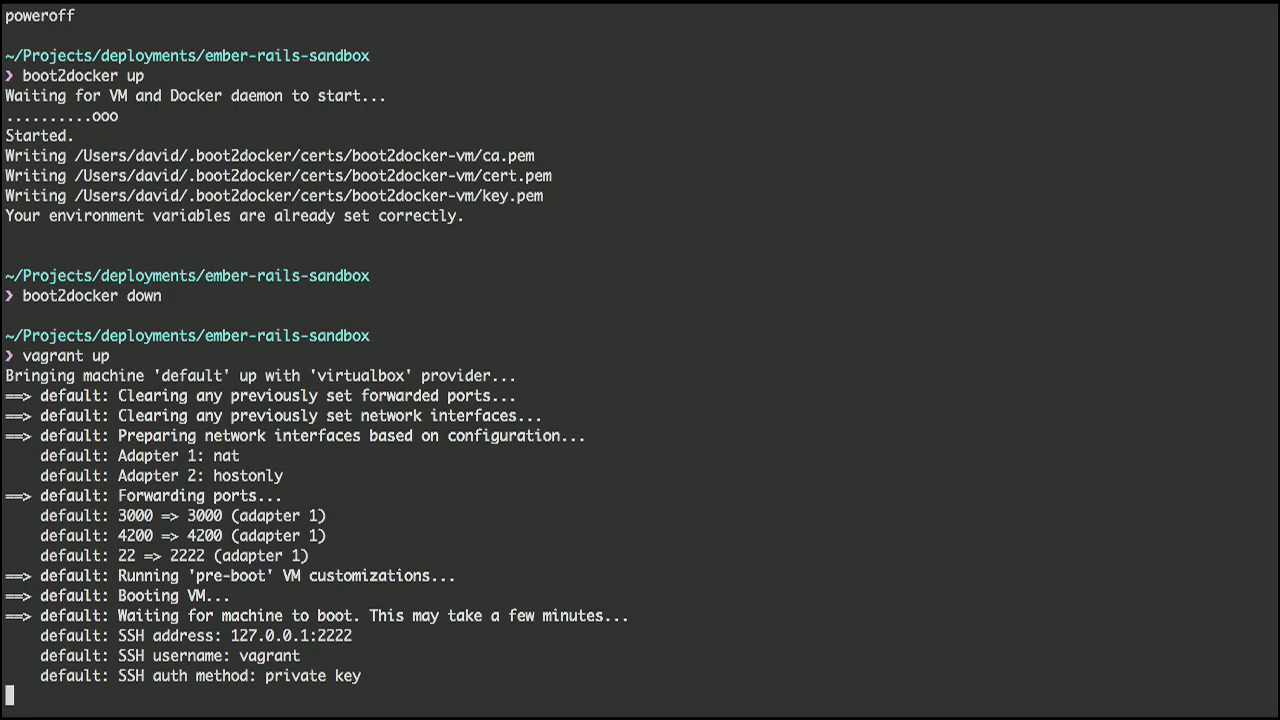 poweroff
~/Projects/deployments/ember-rails-sandbox
❯ boot2docker up
Waiting for VM and Docker daemon to start...
..........ooo
Started.
Writing /Users/david/.boot2docker/certs/boot2docker-vm/ca.pem
Writing /Users/david/.boot2docker/certs/boot2docker-vm/cert.pem
Writing /Users/david/.boot2docker/certs/boot2docker-vm/key.pem
Your environment variables are already set correctly.
~/Projects/deployments/ember-rails-sandbox
❯ boot2docker down
~/Projects/deployments/ember-rails-sandbox
❯ vagrant up
Bringing machine 'default' up with 'virtualbox' provider...
==> default: Clearing any previously set forwarded ports...
==> default: Clearing any previously set network interfaces...
==> default: Preparing network interfaces based on configuration...
    default: Adapter 1: nat
    default: Adapter 2: hostonly
==> default: Forwarding ports...
    default: 3000 => 3000 (adapter 1)
    default: 4200 => 4200 (adapter 1)
    default: 22 => 2222 (adapter 1)
==> default: Running 'pre-boot' VM customizations...
==> default: Booting VM...
==> default: Waiting for machine to boot. This may take a few minutes...
    default: SSH address: 127.0.0.1:2222
    default: SSH username: vagrant
    default: SSH auth method: private key